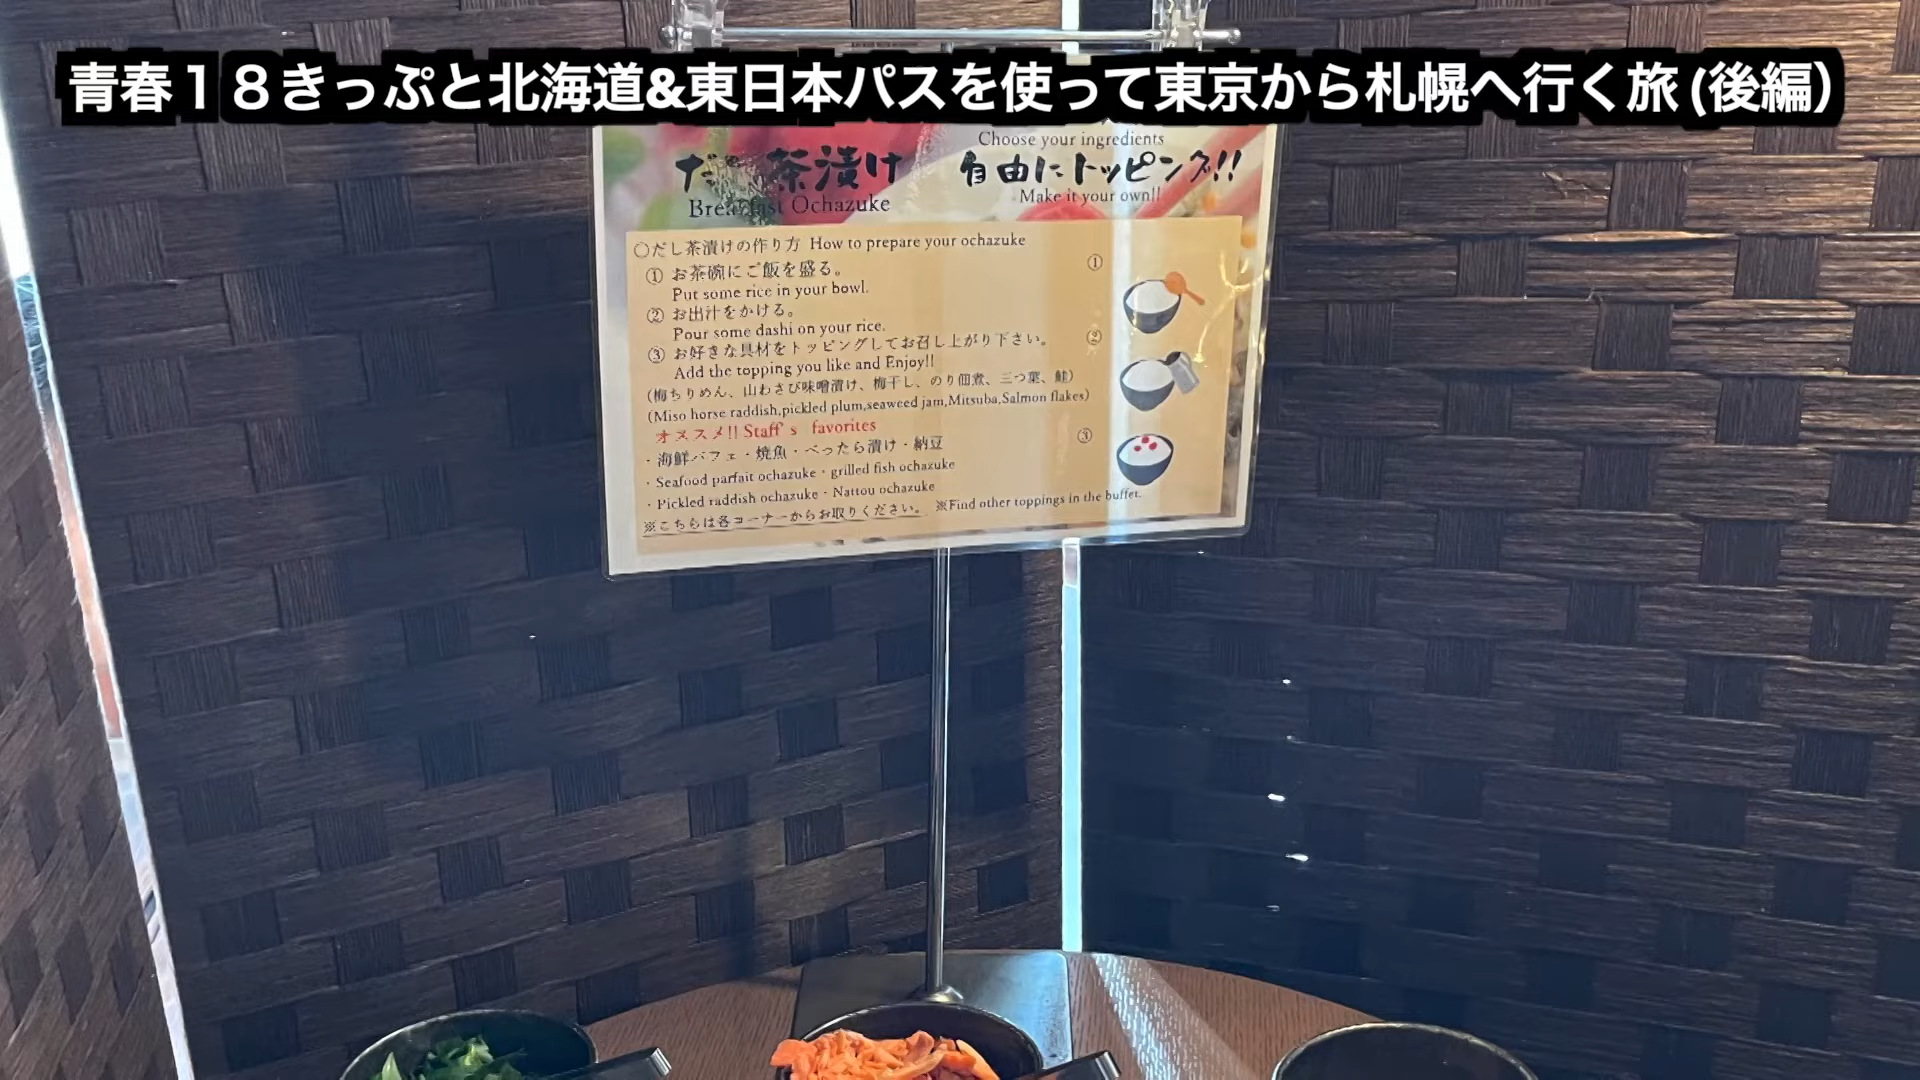 青春１８きっぷと北海道&東日本パスを使って東京から札幌へ行く旅(後編）
Choose your ingredients
だし茶漬け 自由にトッピング!!
Breakfast Ochazuke Make it your own!!
〇だし茶漬けの作り方 How to prepare your ochazuke
① お茶碗にご飯を盛る。 ①
Put some rice in your bowl.
② お出汁をかける。
Pour some dashi on your rice.
③ お好きな具材をトッピングしてお召し上がり下さい。 ②
Add the topping you like and Enjoy!!
(梅ちりめん、山わさび味噌漬け、梅干し、のり佃煮、三つ葉、鮭)
(Miso horse raddish,pickled plum,seaweed jam,Mitsuba,Salmon flakes)
オススメ!! Staff's favorites ③
・海鮮パフェ・焼魚・べったら漬け・納豆
・Seafood parfait ochazuke・grilled fish ochazuke
・Pickled raddish ochazuke・Nattou ochazuke
※こちらは各コーナーからお取りください。 ※Find other toppings in the buffet.